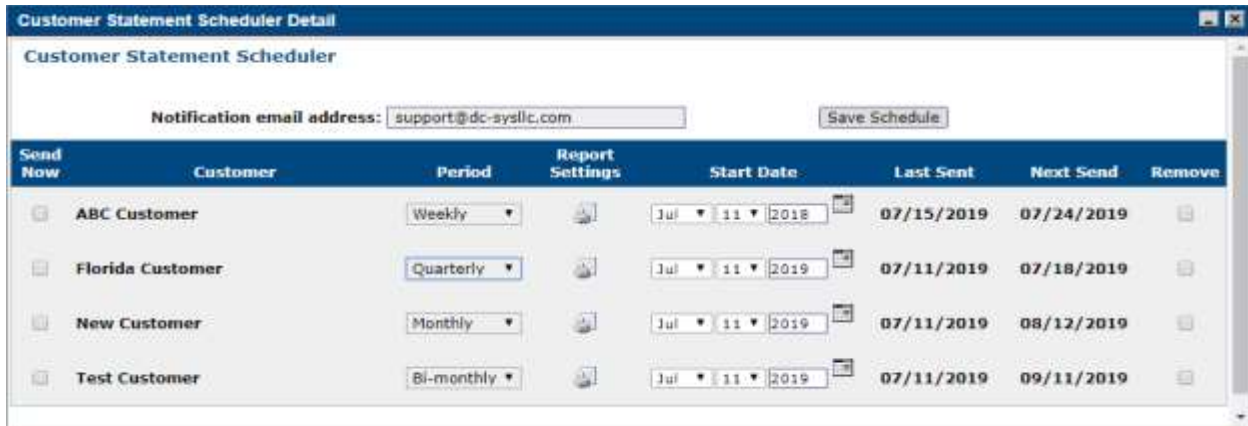 Customer Statement Scheduler Detail
Customer Statement Scheduler
Notification email address: support@dc-sysllc.com Save Schedule
Send Now Customer Period Report Settings Start Date Last Sent Next Send Remove
ABC Customer Weekly Jul 11 2018 07/15/2019 07/24/2019
Florida Customer Quarterly Jul 11 2019 07/11/2019 07/18/2019
New Customer Monthly Jul 11 2019 07/11/2019 08/12/2019
Test Customer Bi-monthly Jul 11 2019 07/11/2019 09/11/2019